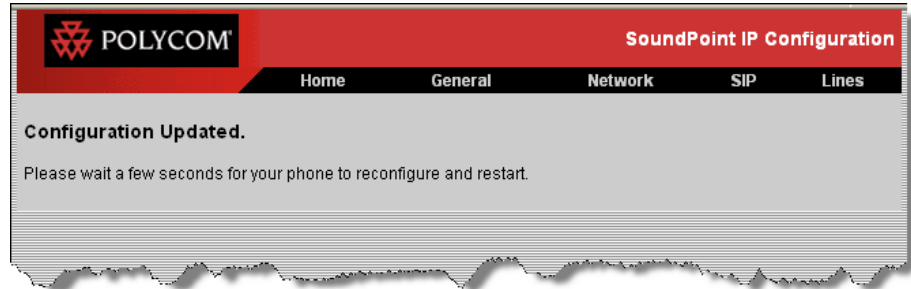 POLYCOM
SoundPoint IP Configuration
Home General Network SIP Lines
Configuration Updated.
Please wait a few seconds for your phone to reconfigure and restart.